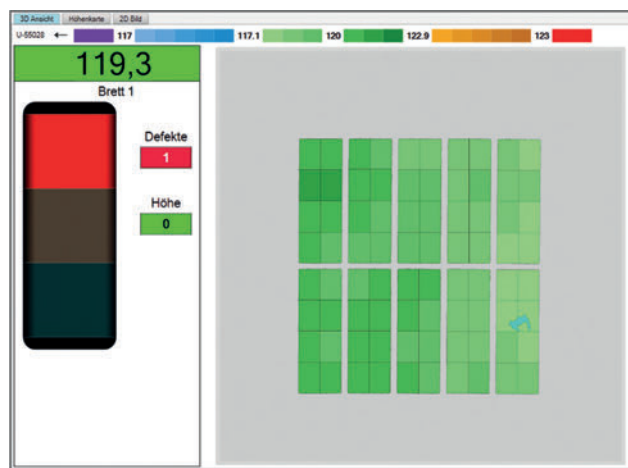 3D Ansicht Höhenkarte 2D Bild
U-55028 ← 117 117.1 120 122.9 123
119,3
Brett 1
Defekte
1
Höhe
0